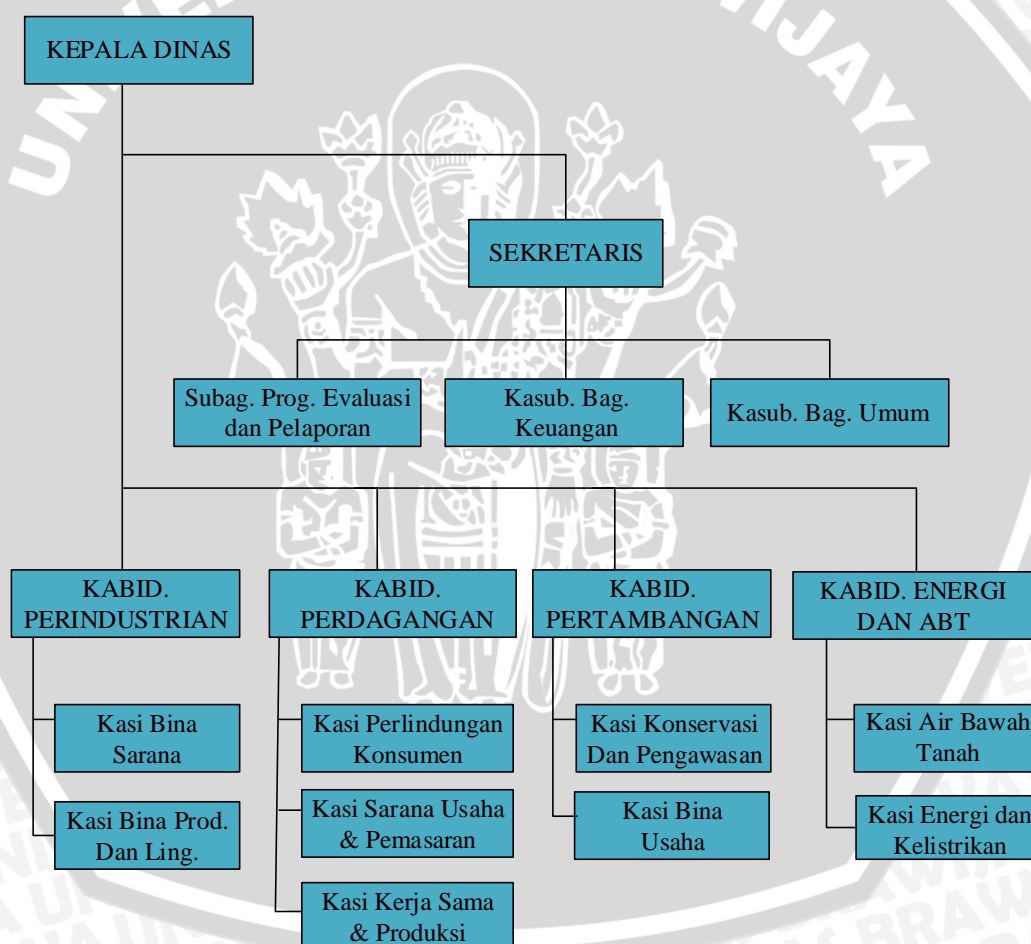 KEPALA DINAS
SEKRETARIS
Subag. Prog. Evaluasi
dan Pelaporan
Kasub. Bag.
Keuangan
Kasub. Bag. Umum
KABID.
PERINDUSTRIAN
KABID.
PERDAGANGAN
KABID.
PERTAMBANGAN
KABID. ENERGI
DAN ABT
Kasi Bina
Sarana
Kasi Perlindungan
Konsumen
Kasi Konservasi
Dan Pengawasan
Kasi Air Bawah
Tanah
Kasi Bina Prod.
Dan Ling.
Kasi Sarana Usaha
& Pemasaran
Kasi Bina
Usaha
Kasi Energi dan
Kelistrikan
Kasi Kerja Sama
& Produksi